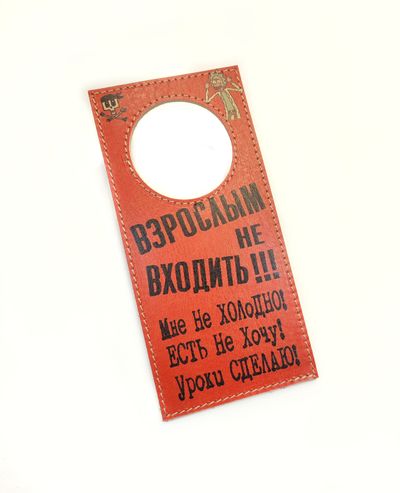 ВЗРОСЛЫМ
НЕ
ВХОДИТЬ!!!
Мне Не ХОЛОДНО!
ЕСТЬ Не Хочу!
Уроки СДЕЛАЮ!